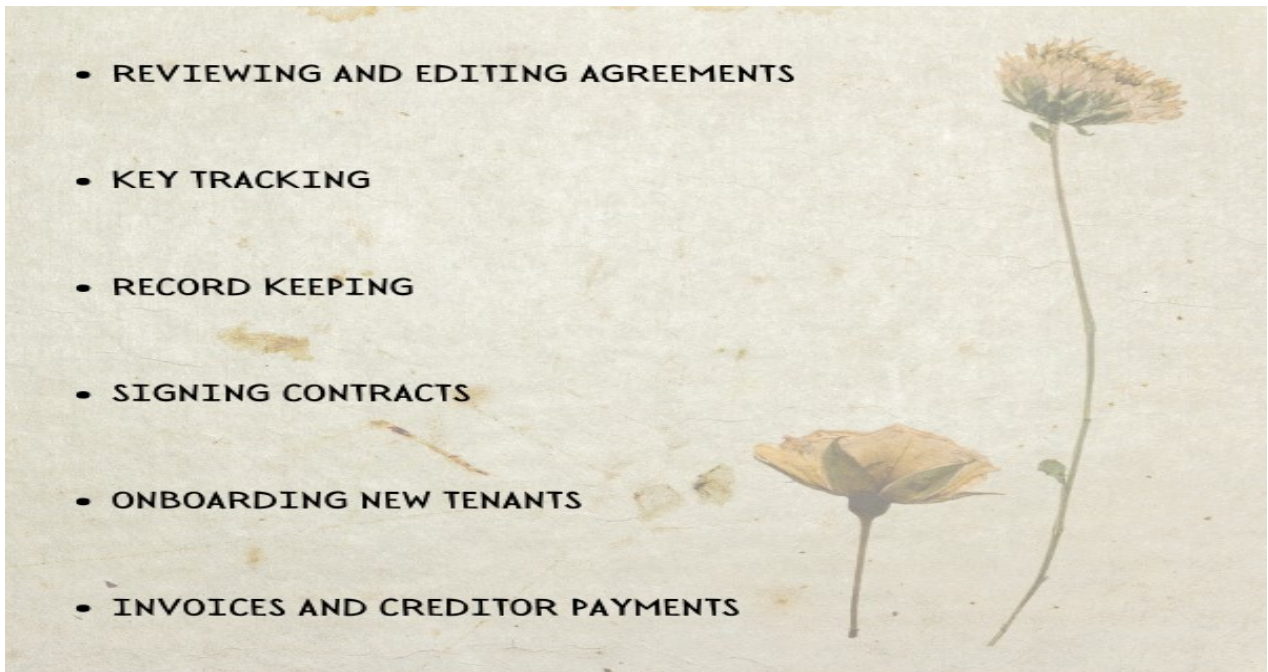 • REVIEWING AND EDITING AGREEMENTS
• KEY TRACKING
• RECORD KEEPING
• SIGNING CONTRACTS
• ONBOARDING NEW TENANTS
• INVOICES AND CREDITOR PAYMENTS